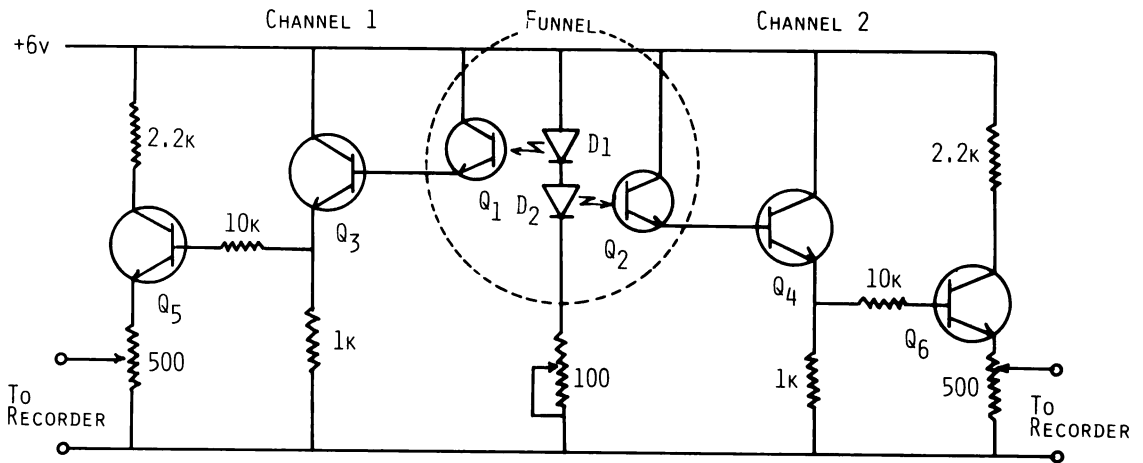 CHANNEL 1
FUNNEL
CHANNEL 2
+6V
2.2K
D1
2.2K
Q1
D2
10K
Q3
Q2
Q4
10K
Q5
Q6
1K
500
100
1K
500
TO
RECORDER
TO
RECORDER